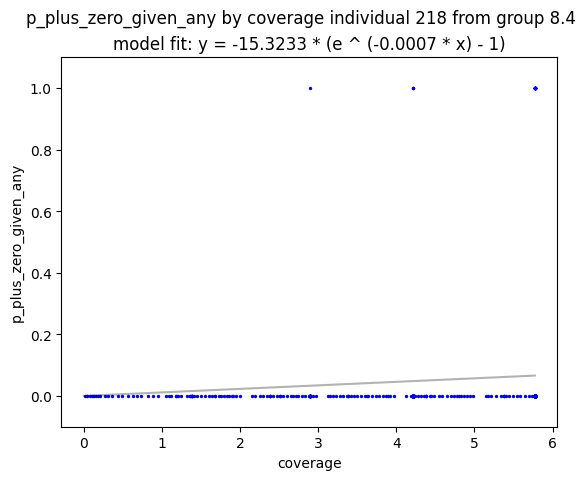 p_plus_zero_given_any by coverage individual 218 from group 8.4
model fit: y = -15.3233 * (e ^ (-0.0007 * x) - 1)
1.0
0.8
0.6
0.4
0.2
0.0
p_plus_zero_given_any
0 1 2 3 4 5 6
coverage